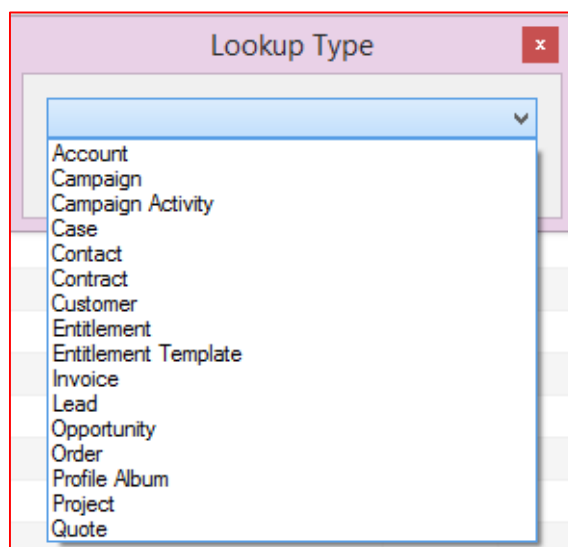 Lookup Type
x
Account
Campaign
Campaign Activity
Case
Contact
Contract
Customer
Entitlement
Entitlement Template
Invoice
Lead
Opportunity
Order
Profile Album
Project
Quote